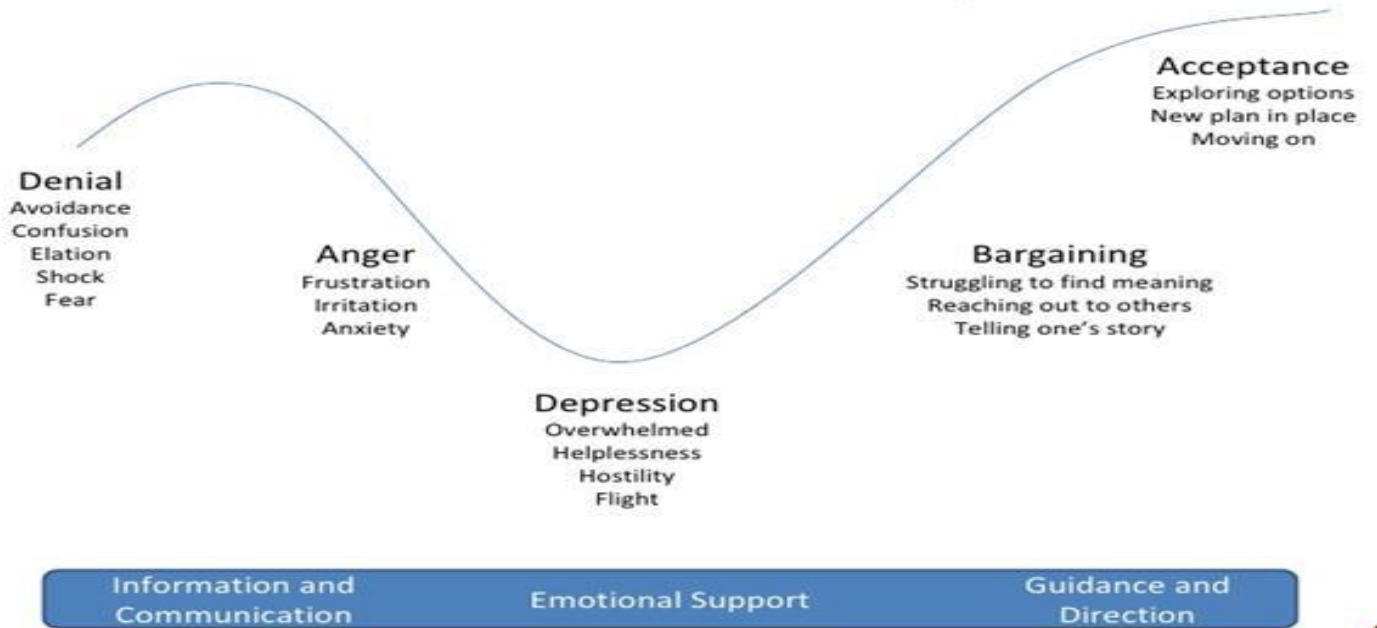 Denial
Avoidance
Confusion
Elation
Shock
Fear
Anger
Frustration
Irritation
Anxiety
Depression
Overwhelmed
Helplessness
Hostility
Flight
Bargaining
Struggling to find meaning
Reaching out to others
Telling one's story
Acceptance
Exploring options
New plan in place
Moving on
Information and
Communication
Emotional Support
Guidance and
Direction